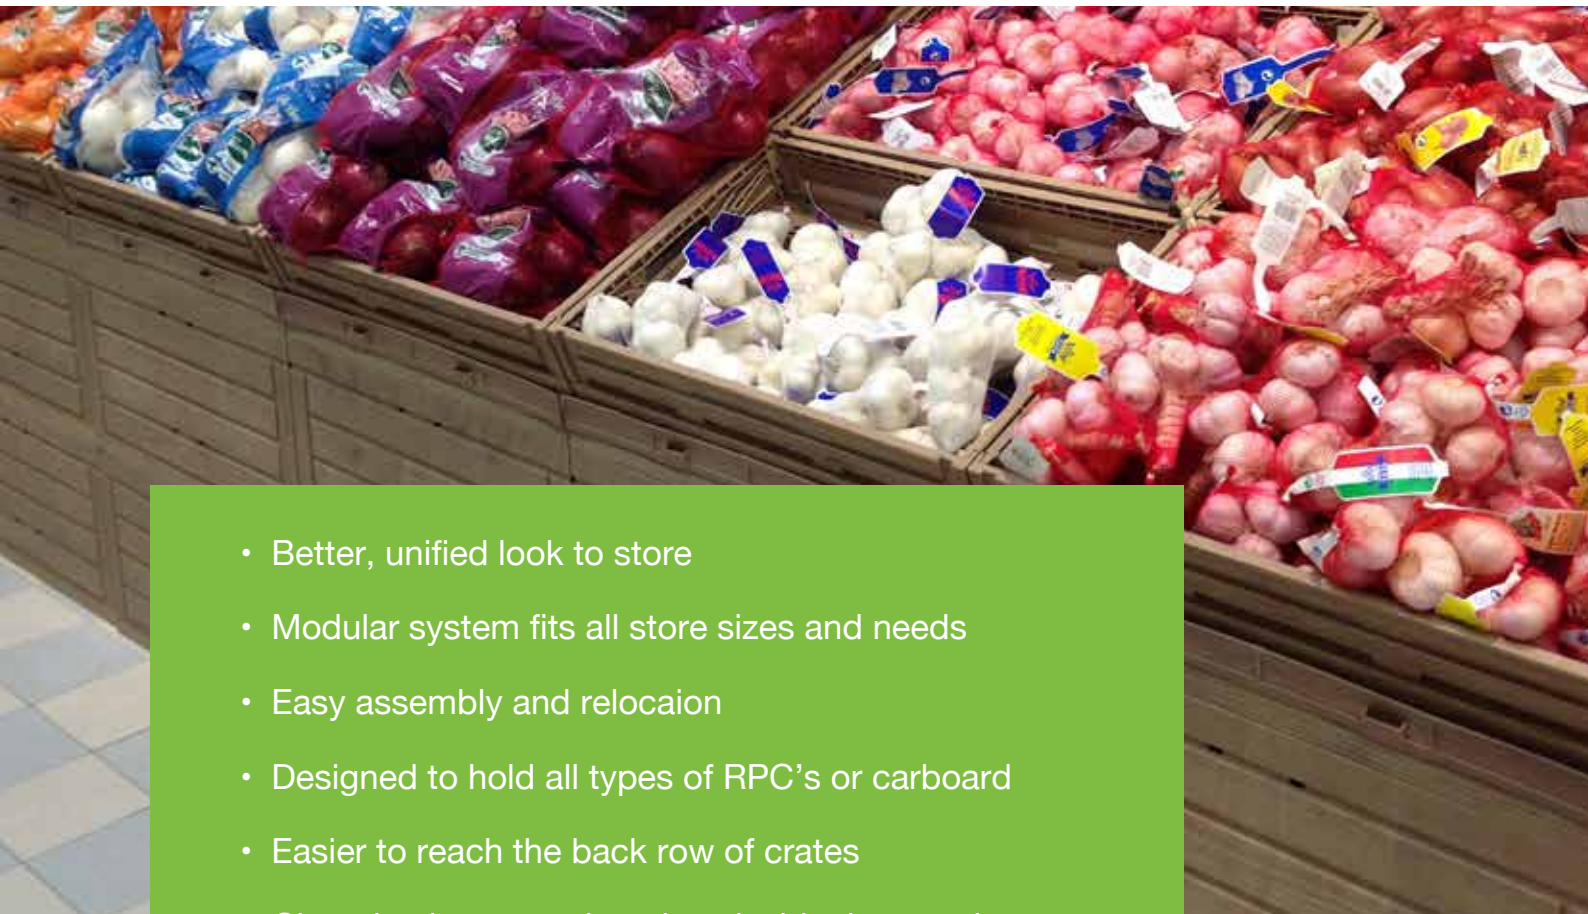 • Better, unified look to store
• Modular system fits all store sizes and needs
• Easy assembly and relocaion
• Designed to hold all types of RPC's or carboard
• Easier to reach the back row of crates